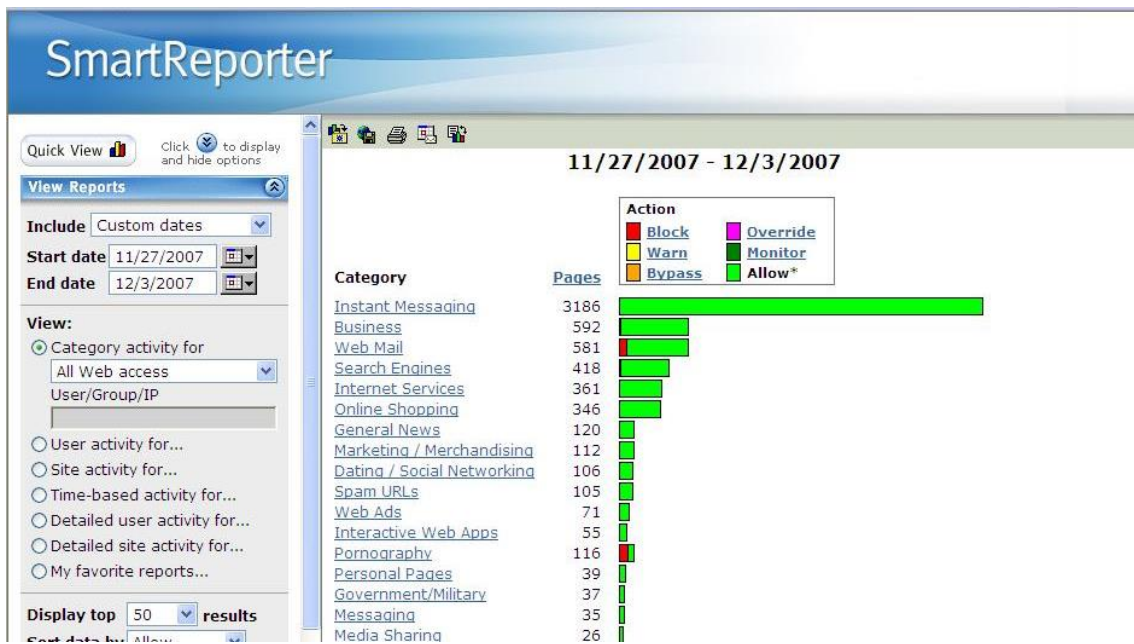 SmartReporter
Quick View
Click to display
and hide options
View Reports
Include Custom dates
Start date 11/27/2007
End date 12/3/2007
View:
Category activity for
All Web access
User/Group/IP
User activity for...
Site activity for...
Time-based activity for...
Detailed user activity for...
Detailed site activity for...
My favorite reports...
Display top 50 results
Sort data by Allow
11/27/2007 - 12/3/2007
Action
Block Override
Warn Monitor
Bypass Allow*
Category Pages
Instant Messaging 3186
Business 592
Web Mail 581
Search Engines 418
Internet Services 361
Online Shopping 346
General News 120
Marketing / Merchandising 112
Dating / Social Networking 106
Spam URLs 105
Web Ads 71
Interactive Web Apps 55
Pornography 116
Personal Pages 39
Government/Military 37
Messaging 35
Media Sharing 26